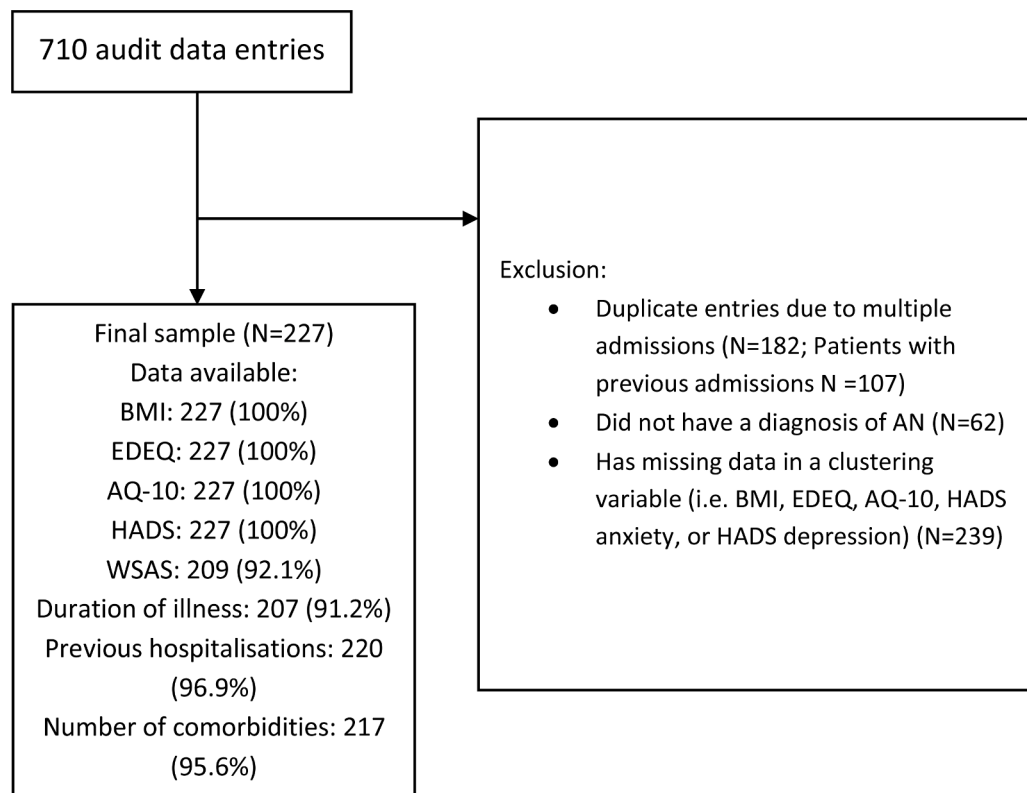 710 audit data entries
Exclusion:
• Duplicate entries due to multiple
admissions (N=182; Patients with
previous admissions N =107)
• Did not have a diagnosis of AN (N=62)
• Has missing data in a clustering
variable (i.e. BMI, EDEQ, AQ-10, HADS
anxiety, or HADS depression) (N=239)
Final sample (N=227)
Data available:
BMI: 227 (100%)
EDEQ: 227 (100%)
AQ-10: 227 (100%)
HADS: 227 (100%)
WSAS: 209 (92.1%)
Duration of illness: 207 (91.2%)
Previous hospitalisations: 220
(96.9%)
Number of comorbidities: 217
(95.6%)